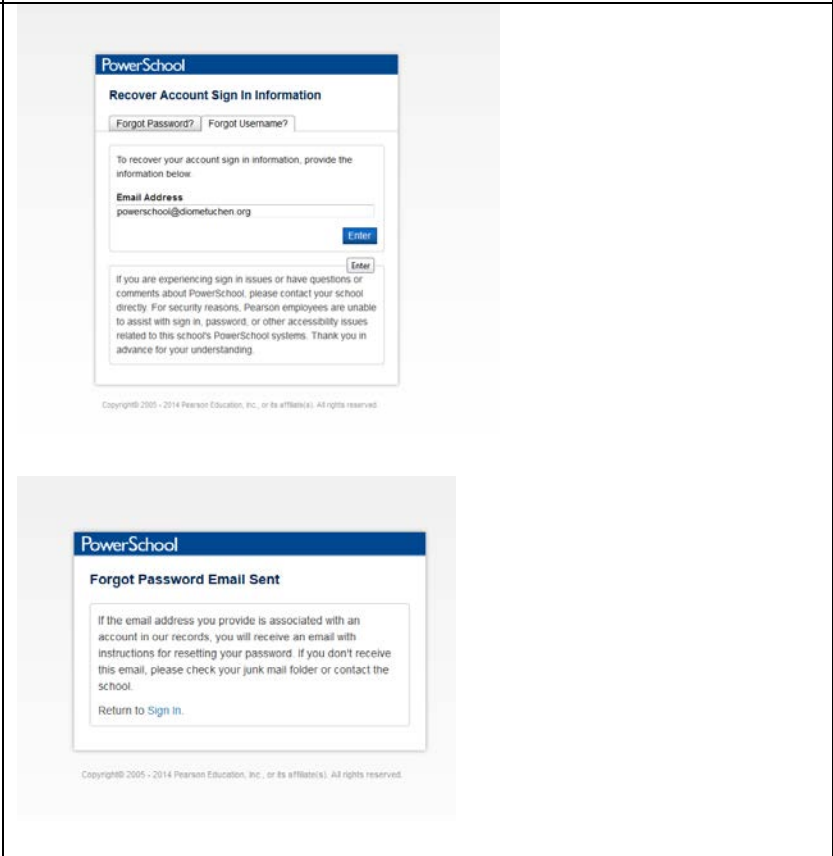 PowerSchool
Recover Account Sign In Information
Forgot Password? Forgot Username?
To recover your account sign in information, provide the
information below.
Email Address
powerschool@diometuchen.org
Enter
Enter
If you are experiencing sign in issues or have questions or
comments about PowerSchool, please contact your school
directly. For security reasons, Pearson employees are unable
to assist with sign in, password, or other accessibility issues
related to this school's PowerSchool systems. Thank you in
advance for your understanding.
Copyright© 2005 - 2014 Pearson Education, Inc., or its affiliate(s). All rights reserved.
PowerSchool
Forgot Password Email Sent
If the email address you provide is associated with an
account in our records, you will receive an email with
instructions for resetting your password. If you don't receive
this email, please check your junk mail folder or contact the
school.
Return to Sign In.
Copyright© 2005 - 2014 Pearson Education, Inc., or its affiliate(s). All rights reserved.